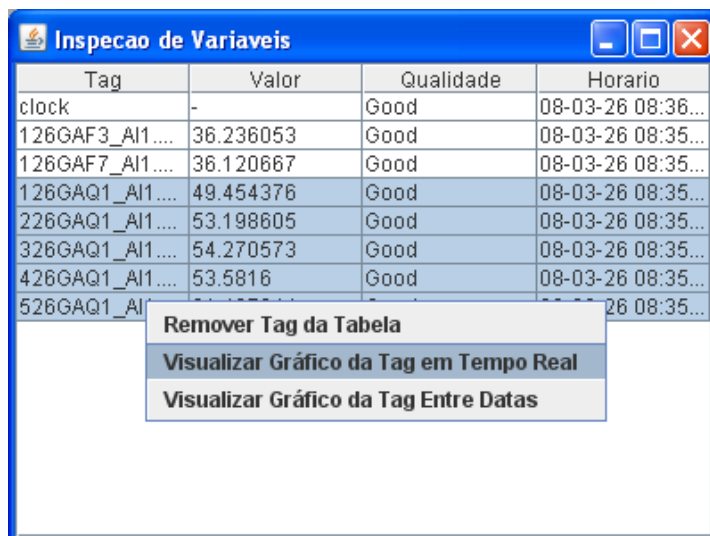 Inspecao de Variaveis
Tag Valor Qualidade Horario
clock - Good 08-03-26 08:36...
126GAF3_AI1.... 36.236053 Good 08-03-26 08:35...
126GAF7_AI1.... 36.120667 Good 08-03-26 08:35...
126GAQ1_AI1.... 49.454376 Good 08-03-26 08:35...
226GAQ1_AI1.... 53.198605 Good 08-03-26 08:35...
326GAQ1_AI1.... 54.270573 Good 08-03-26 08:35...
426GAQ1_AI1.... 53.5816 Good 08-03-26 08:35...
526GAQ1_AI 26 08:35...
Remover Tag da Tabela
Visualizar Gráfico da Tag em Tempo Real
Visualizar Gráfico da Tag Entre Datas